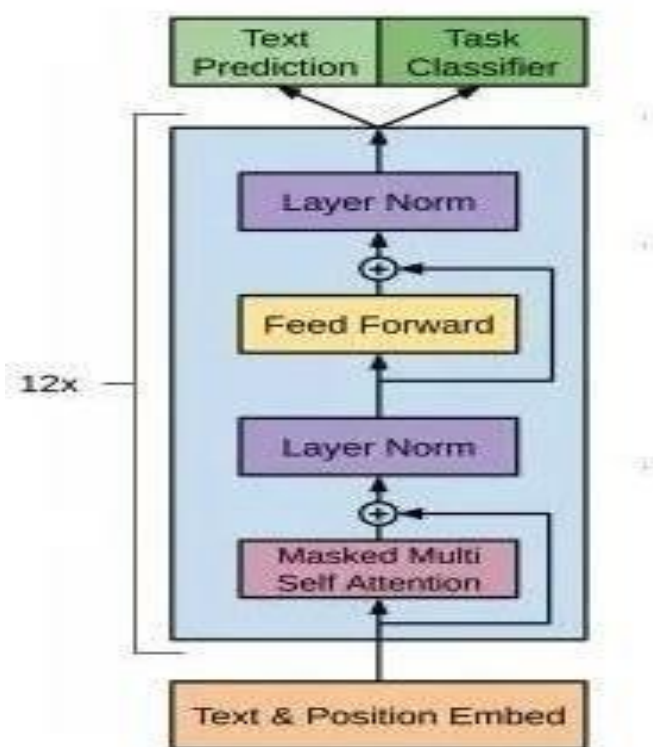 Text
Prediction
Task
Classifier
Layer Norm
Feed Forward
12x
Layer Norm
Masked Multi
Self Attention
Text & Position Embed